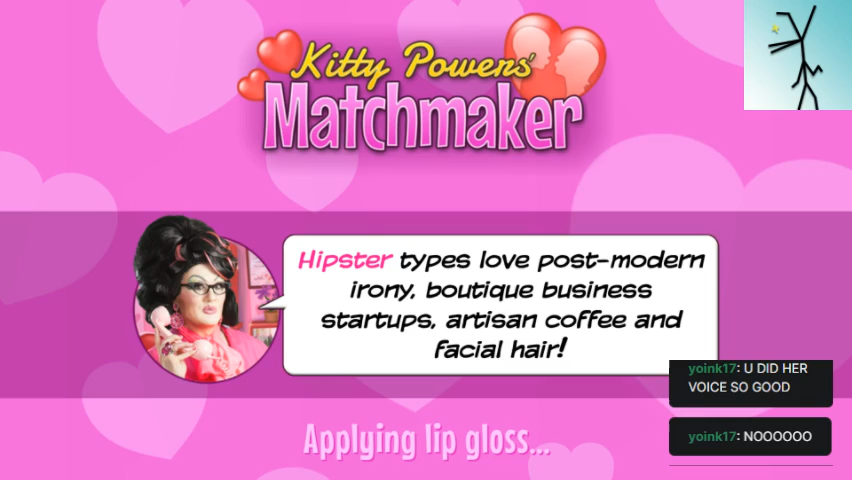 Kitty Powers'
Matchmaker
Hipster types love post-modern
irony, boutique business
startups, artisan coffee and
facial hair!
yoink17: U DID HER
VOICE SO GOOD
yoink17: NOOOOOO
Applying lip gloss...